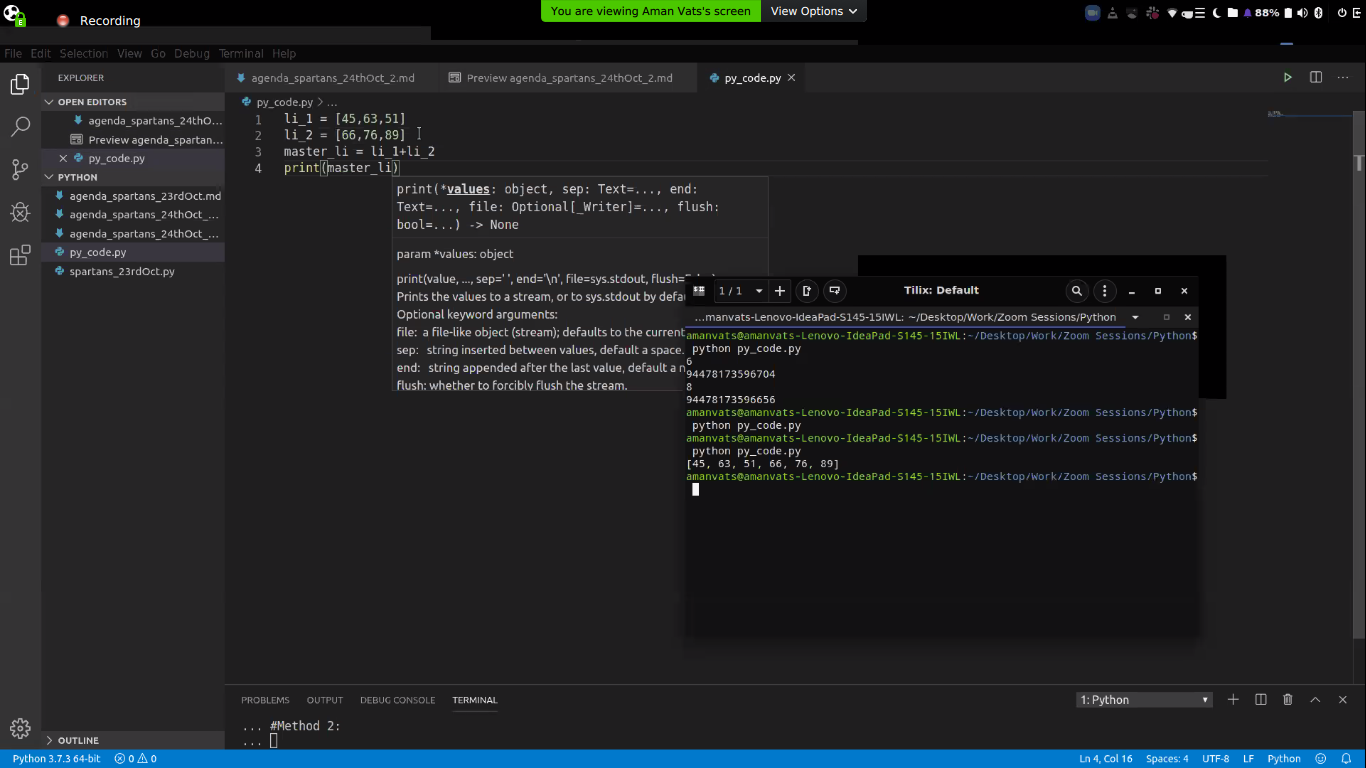 Recording
You are viewing Aman Vats's screen
View Options
88%
File Edit Selection View Go Debug Terminal Help
EXPLORER
OPEN EDITORS
agenda_spartans_24thO...
Preview agenda_spartan...
py_code.py
PYTHON
agenda_spartans_23rdOct.md
agenda_spartans_24thOct_...
agenda_spartans_24thOct_...
py_code.py
spartans_23rdOct.py
OUTLINE
agenda_spartans_24thOct_2.md
Preview agenda_spartans_24thOct_2.md
py_code.py
py_code.py > ...
1 li_1 = [45,63,51]
2 li_2 = [66,76,89]
3 master_li = li_1+li_2
4 print(master_li)
print(*values: object, sep: Text=..., end:
Text=..., file: Optional[_Writer]=..., flush:
bool=...) -> None
param *values: object
print(value, ..., sep=' ', end='\n', file=sys.stdout, flush=
Prints the values to a stream, or to sys.stdout by defa
Optional keyword arguments:
file: a file-like object (stream); defaults to the current
sep: string inserted between values, default a space.
end: string appended after the last value, default a n
flush: whether to forcibly flush the stream.
1 / 1
Tilix: Default
...manvats-Lenovo-IdeaPad-S145-15IWL: ~/Desktop/Work/Zoom Sessions/Python
amanvats@amanvats-Lenovo-IdeaPad-S145-15IWL:~/Desktop/Work/Zoom Sessions/Python$
python py_code.py
6
94478173596704
8
94478173596656
amanvats@amanvats-Lenovo-IdeaPad-S145-15IWL:~/Desktop/Work/Zoom Sessions/Python$
python py_code.py
amanvats@amanvats-Lenovo-IdeaPad-S145-15IWL:~/Desktop/Work/Zoom Sessions/Python$
python py_code.py
[45, 63, 51, 66, 76, 89]
amanvats@amanvats-Lenovo-IdeaPad-S145-15IWL:~/Desktop/Work/Zoom Sessions/Python$
PROBLEMS OUTPUT DEBUG CONSOLE TERMINAL
1: Python
... #Method 2:
...
Python 3.7.3 64-bit 0 0
Ln 4, Col 16 Spaces: 4 UTF-8 LF Python